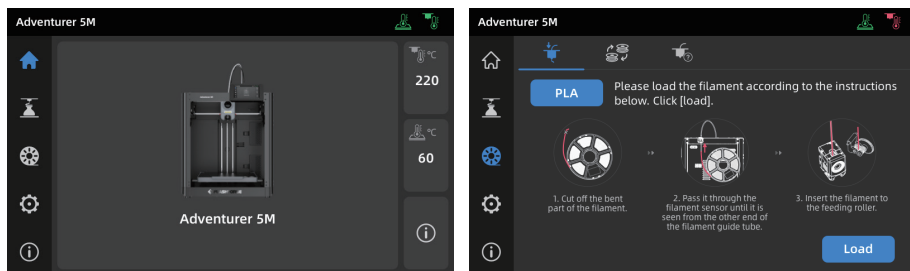 Adventurer 5M
°C
220
°C
60
Adventurer 5M
Adventurer 5M
PLA
Please load the filament according to the instructions
below. Click [load].
1. Cut off the bent
part of the filament.
2. Pass it through the
filament sensor until it is
seen from the other end of
the filament guide tube.
3. Insert the filament to
the feeding roller.
Load